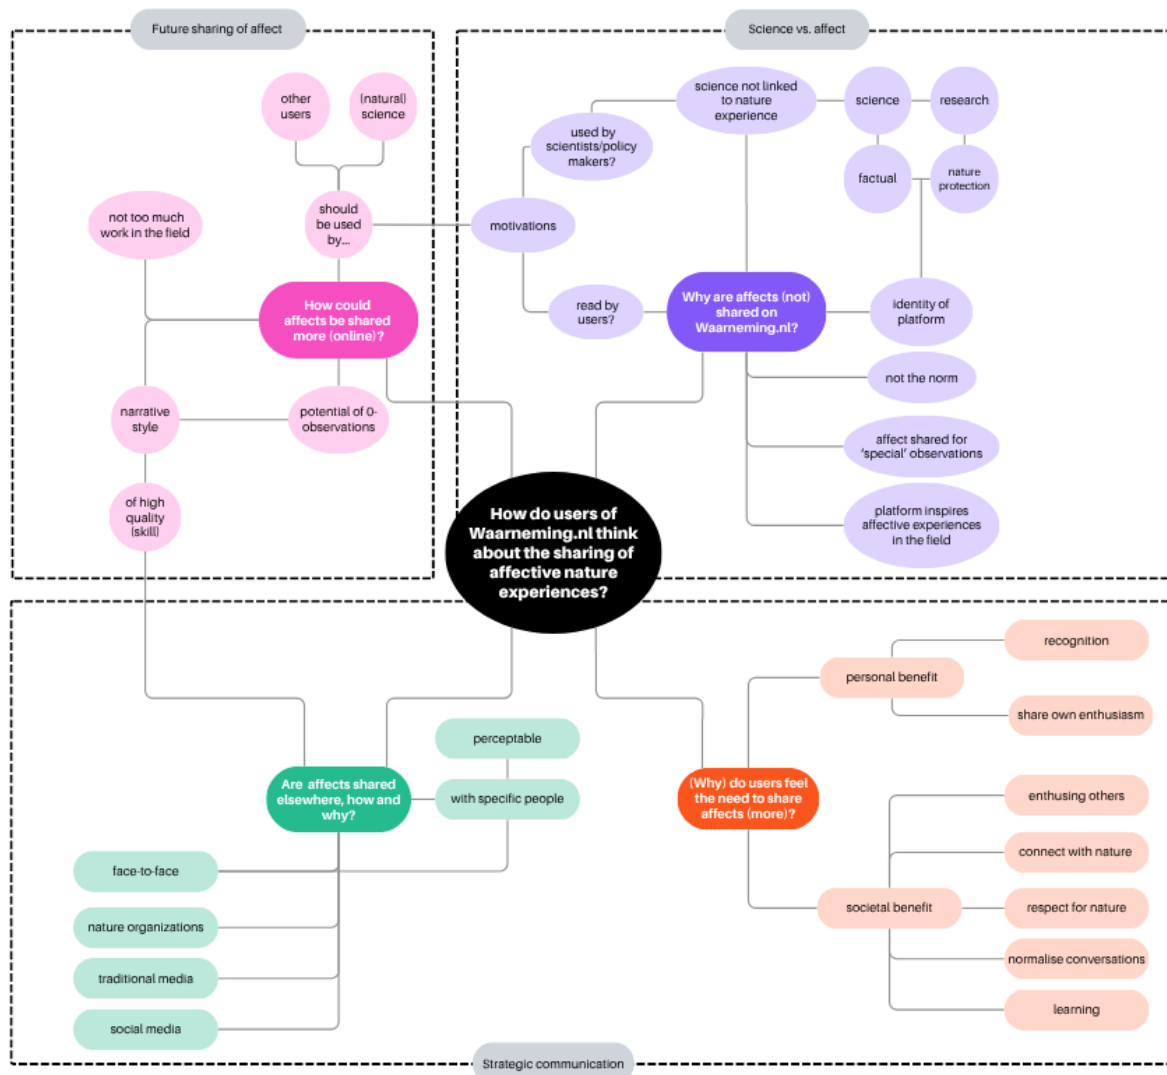 Future sharing of affect
other
users
(natural)
science
not too much
work in the field
should
be used
by...
How could
affects be shared
more (online)?
narrative
style
potential of 0-
observations
of high
quality
(skill)
Science vs. affect
science not linked
to nature
experience
science
research
used by
scientists/policy
makers?
factual
nature
protection
motivations
read by
users?
Why are affects (not)
shared on
Waarneming.nl?
identity of
platform
not the norm
affect shared for
‘special’ observations
platform inspires
affective experiences
in the field
How do users of
Waarneming.nl think
about the sharing of
affective nature
experiences?
perceptable
Are affects shared
elsewhere, how and
why?
with specific people
face-to-face
nature organizations
traditional media
social media
(Why) do users feel
the need to share
affects (more)?
personal benefit
recognition
share own enthusiasm
societal benefit
enthusing others
connect with nature
respect for nature
normalise conversations
learning
Strategic communication